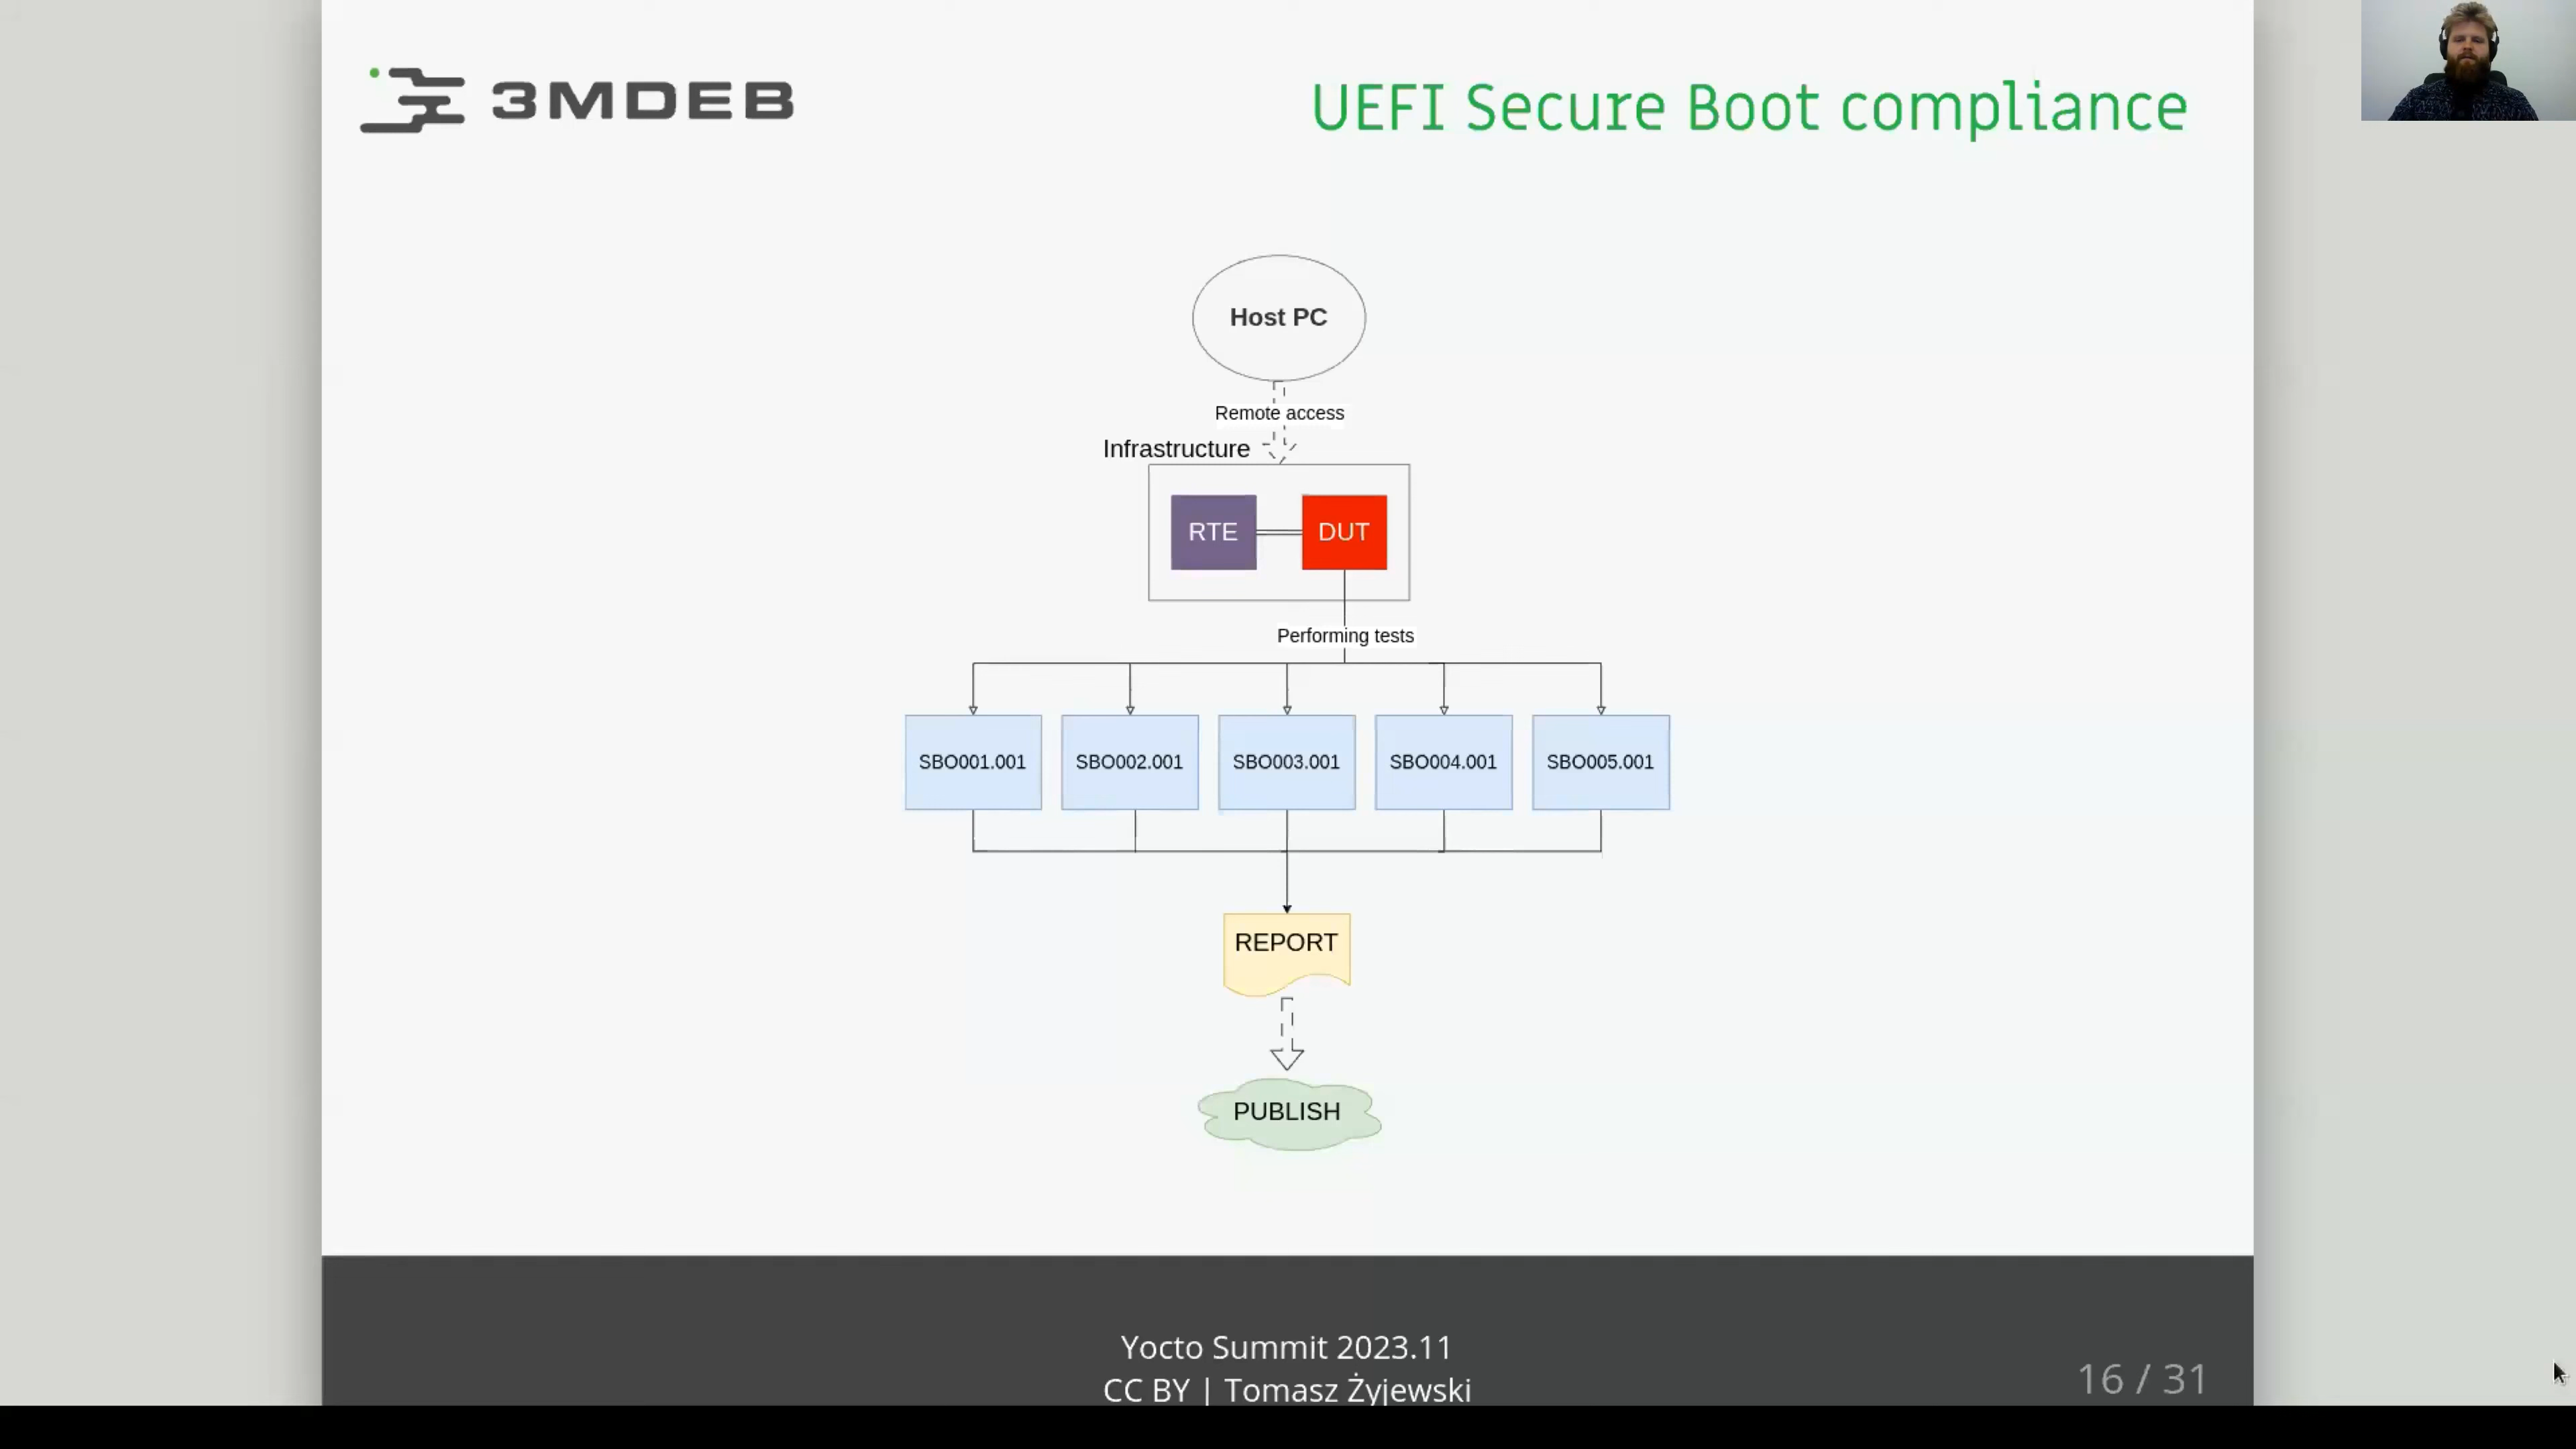 3MDEB
UEFI Secure Boot compliance
Host PC
Remote access
Infrastructure
RTE
DUT
Performing tests
SBO001.001
SBO002.001
SBO003.001
SBO004.001
SBO005.001
REPORT
PUBLISH
Yocto Summit 2023.11
CC BY | Tomasz Żyjewski
16 / 31